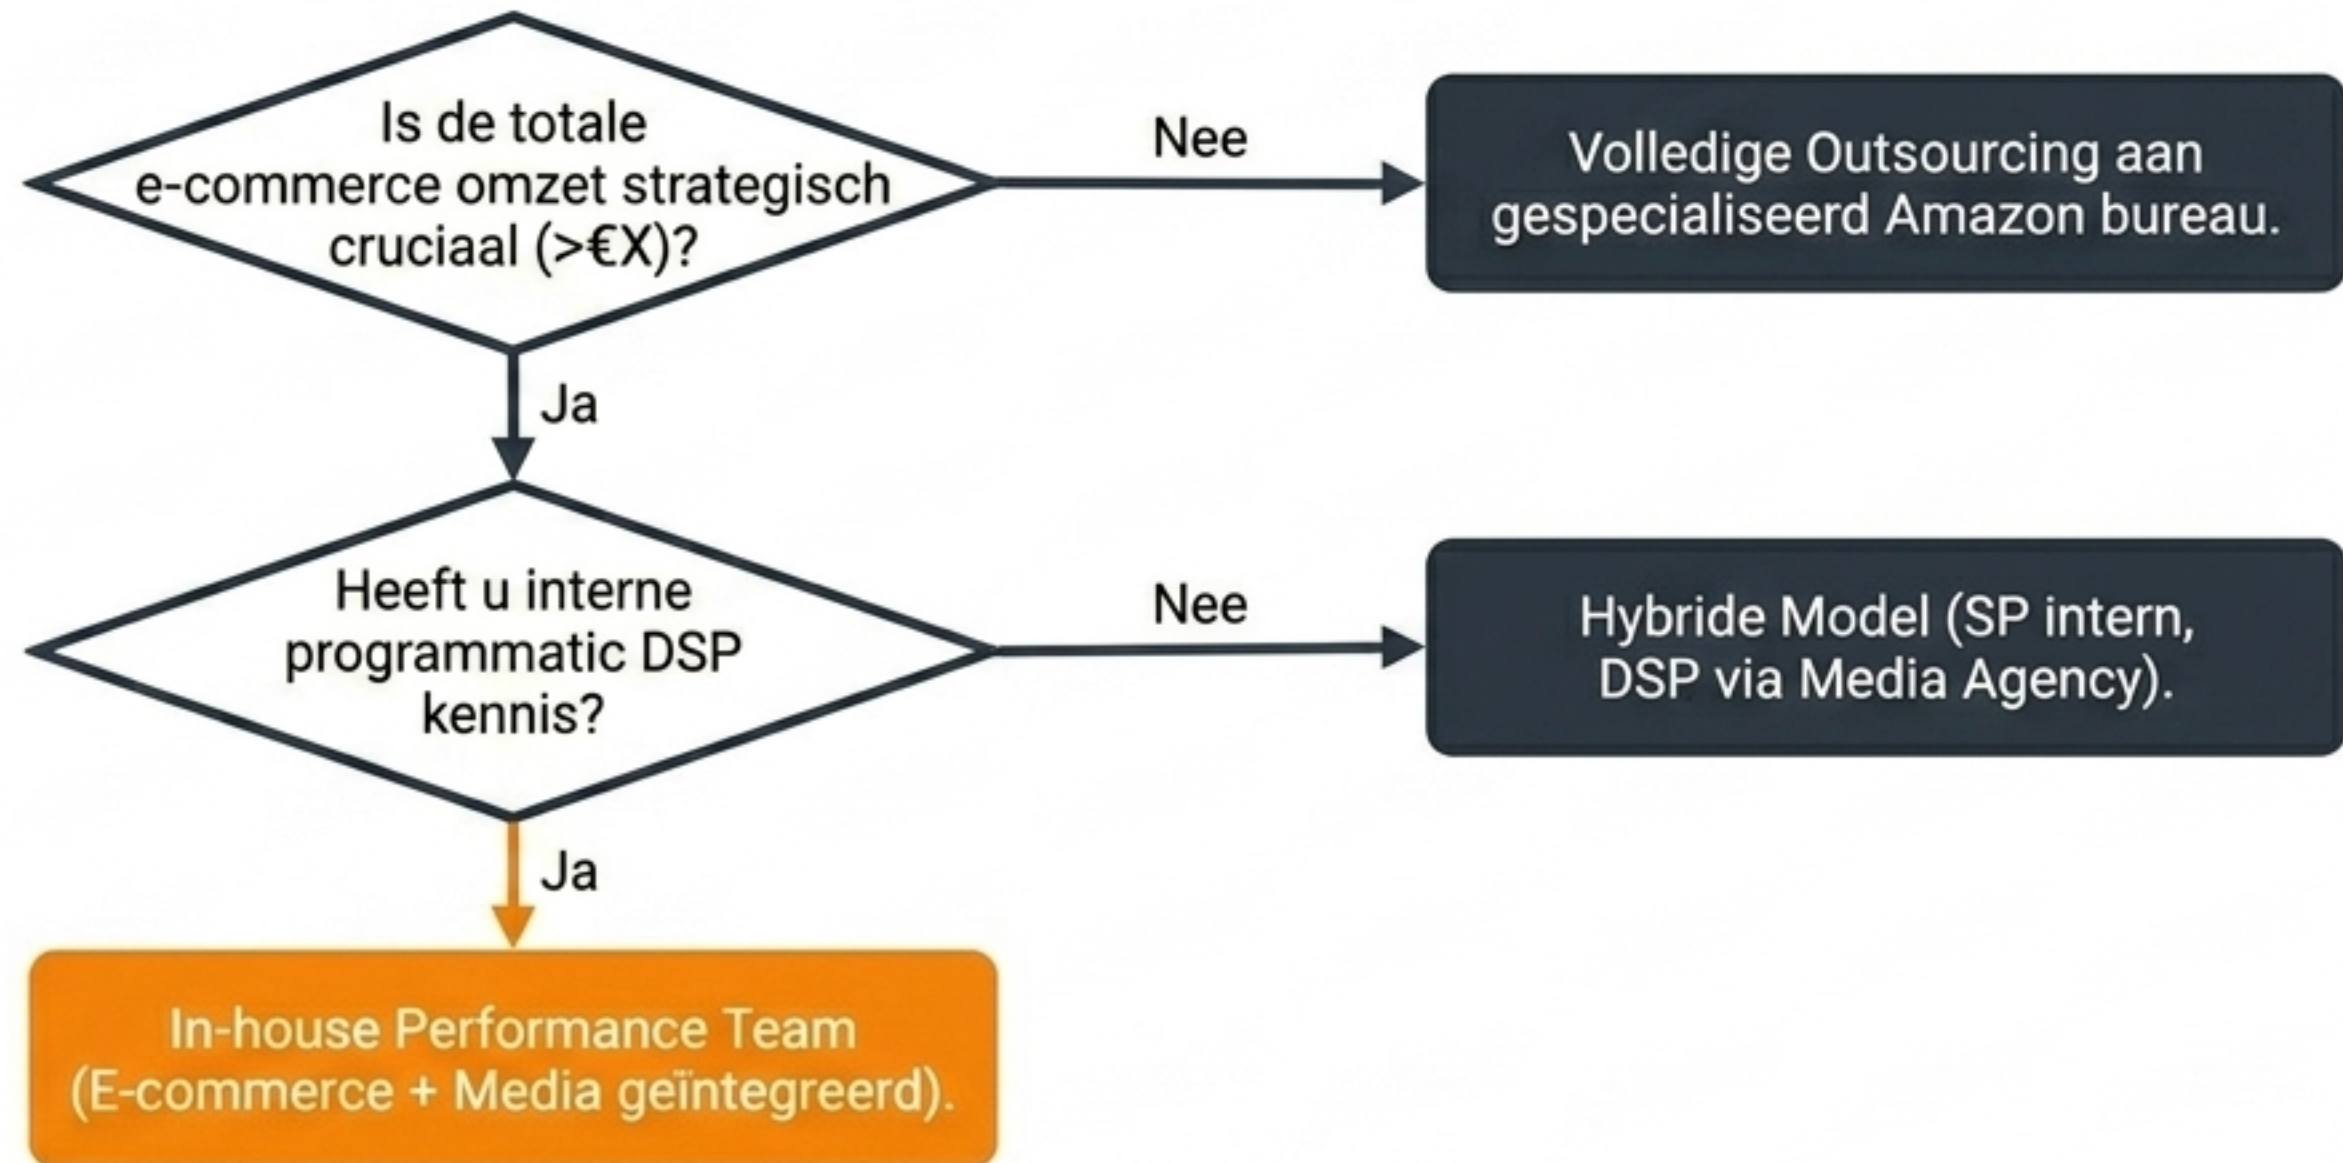 Is de totale
e-commerce omzet strategisch
cruciaal (>€X)?
Nee
Volledige Outsourcing aan
gespecialiseerd Amazon bureau.
Ja
Heeft u interne
programmatic DSP
kennis?
Nee
Hybride Model (SP intern,
DSP via Media Agency).
Ja
In-house Performance Team
(E-commerce + Media geïntegreerd).